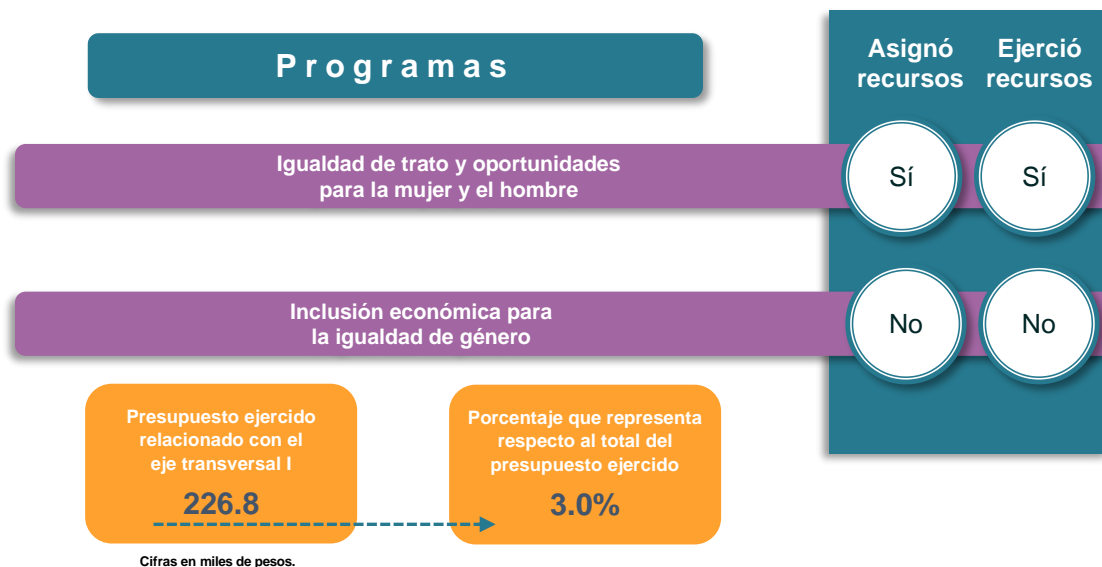 Programas
Asignó
recursos
Ejerció
recursos
Igualdad de trato y oportunidades
para la mujer y el hombre
Sí
Sí
Inclusión económica para
la igualdad de género
No
No
Presupuesto ejercido
relacionado con el
eje transversal I
226.8
Porcentaje que representa
respecto al total del
presupuesto ejercido
3.0%
Cifras en miles de pesos.